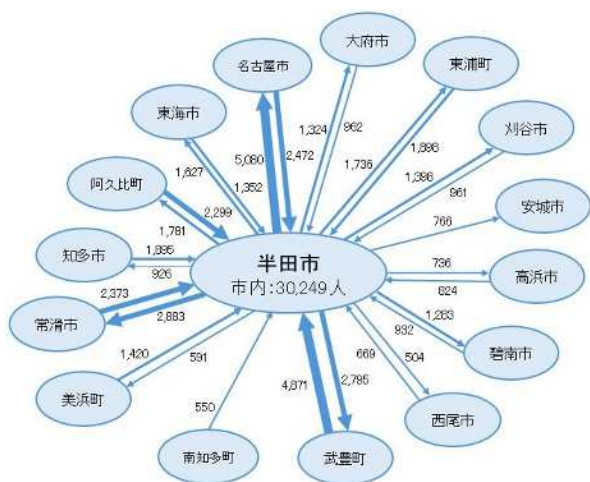 大府市
名古屋市
東浦町
東海市
刈谷市
1,324
962
1,898
1,736
5,080
2,472
1,627
1,352
1,398
961
阿久比町
安城市
2,299
1,781
766
半田市
市内:30,249人
知多市
1,895
926
736
824
高浜市
2,373
2,883
常滑市
1,283
932
碧南市
1,420
591
669
504
美浜町
4,871
2,795
550
西尾市
南知多町
武豊町